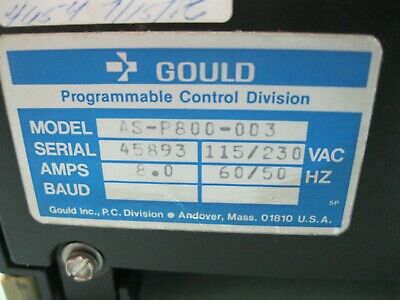 GOULD
Programmable Control Division
MODEL AS-P800-003
SERIAL 45893 115/230 VAC
AMPS 8.0 60/50 HZ
BAUD
SP
Gould Inc., P.C. Division ● Andover, Mass. 01810 U.S.A.